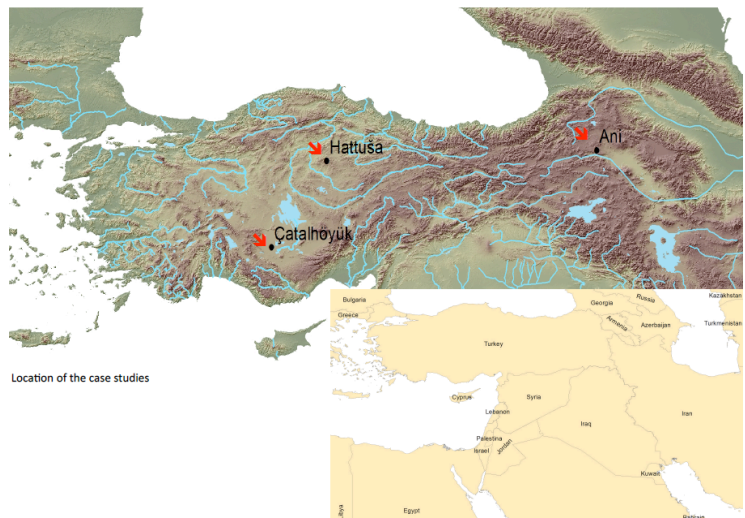 Hattuša
Ani
Çatalhöyük
Location of the case studies
Bulgaria
Greece
Turkey
Georgia
Russia
Armenia
Azerbaijan
Kazakhstan
Turkmenistan
Cyprus
Syria
Lebanon
Palestina
Israel
Jordan
Iraq
Iran
Kuwait
Egypt